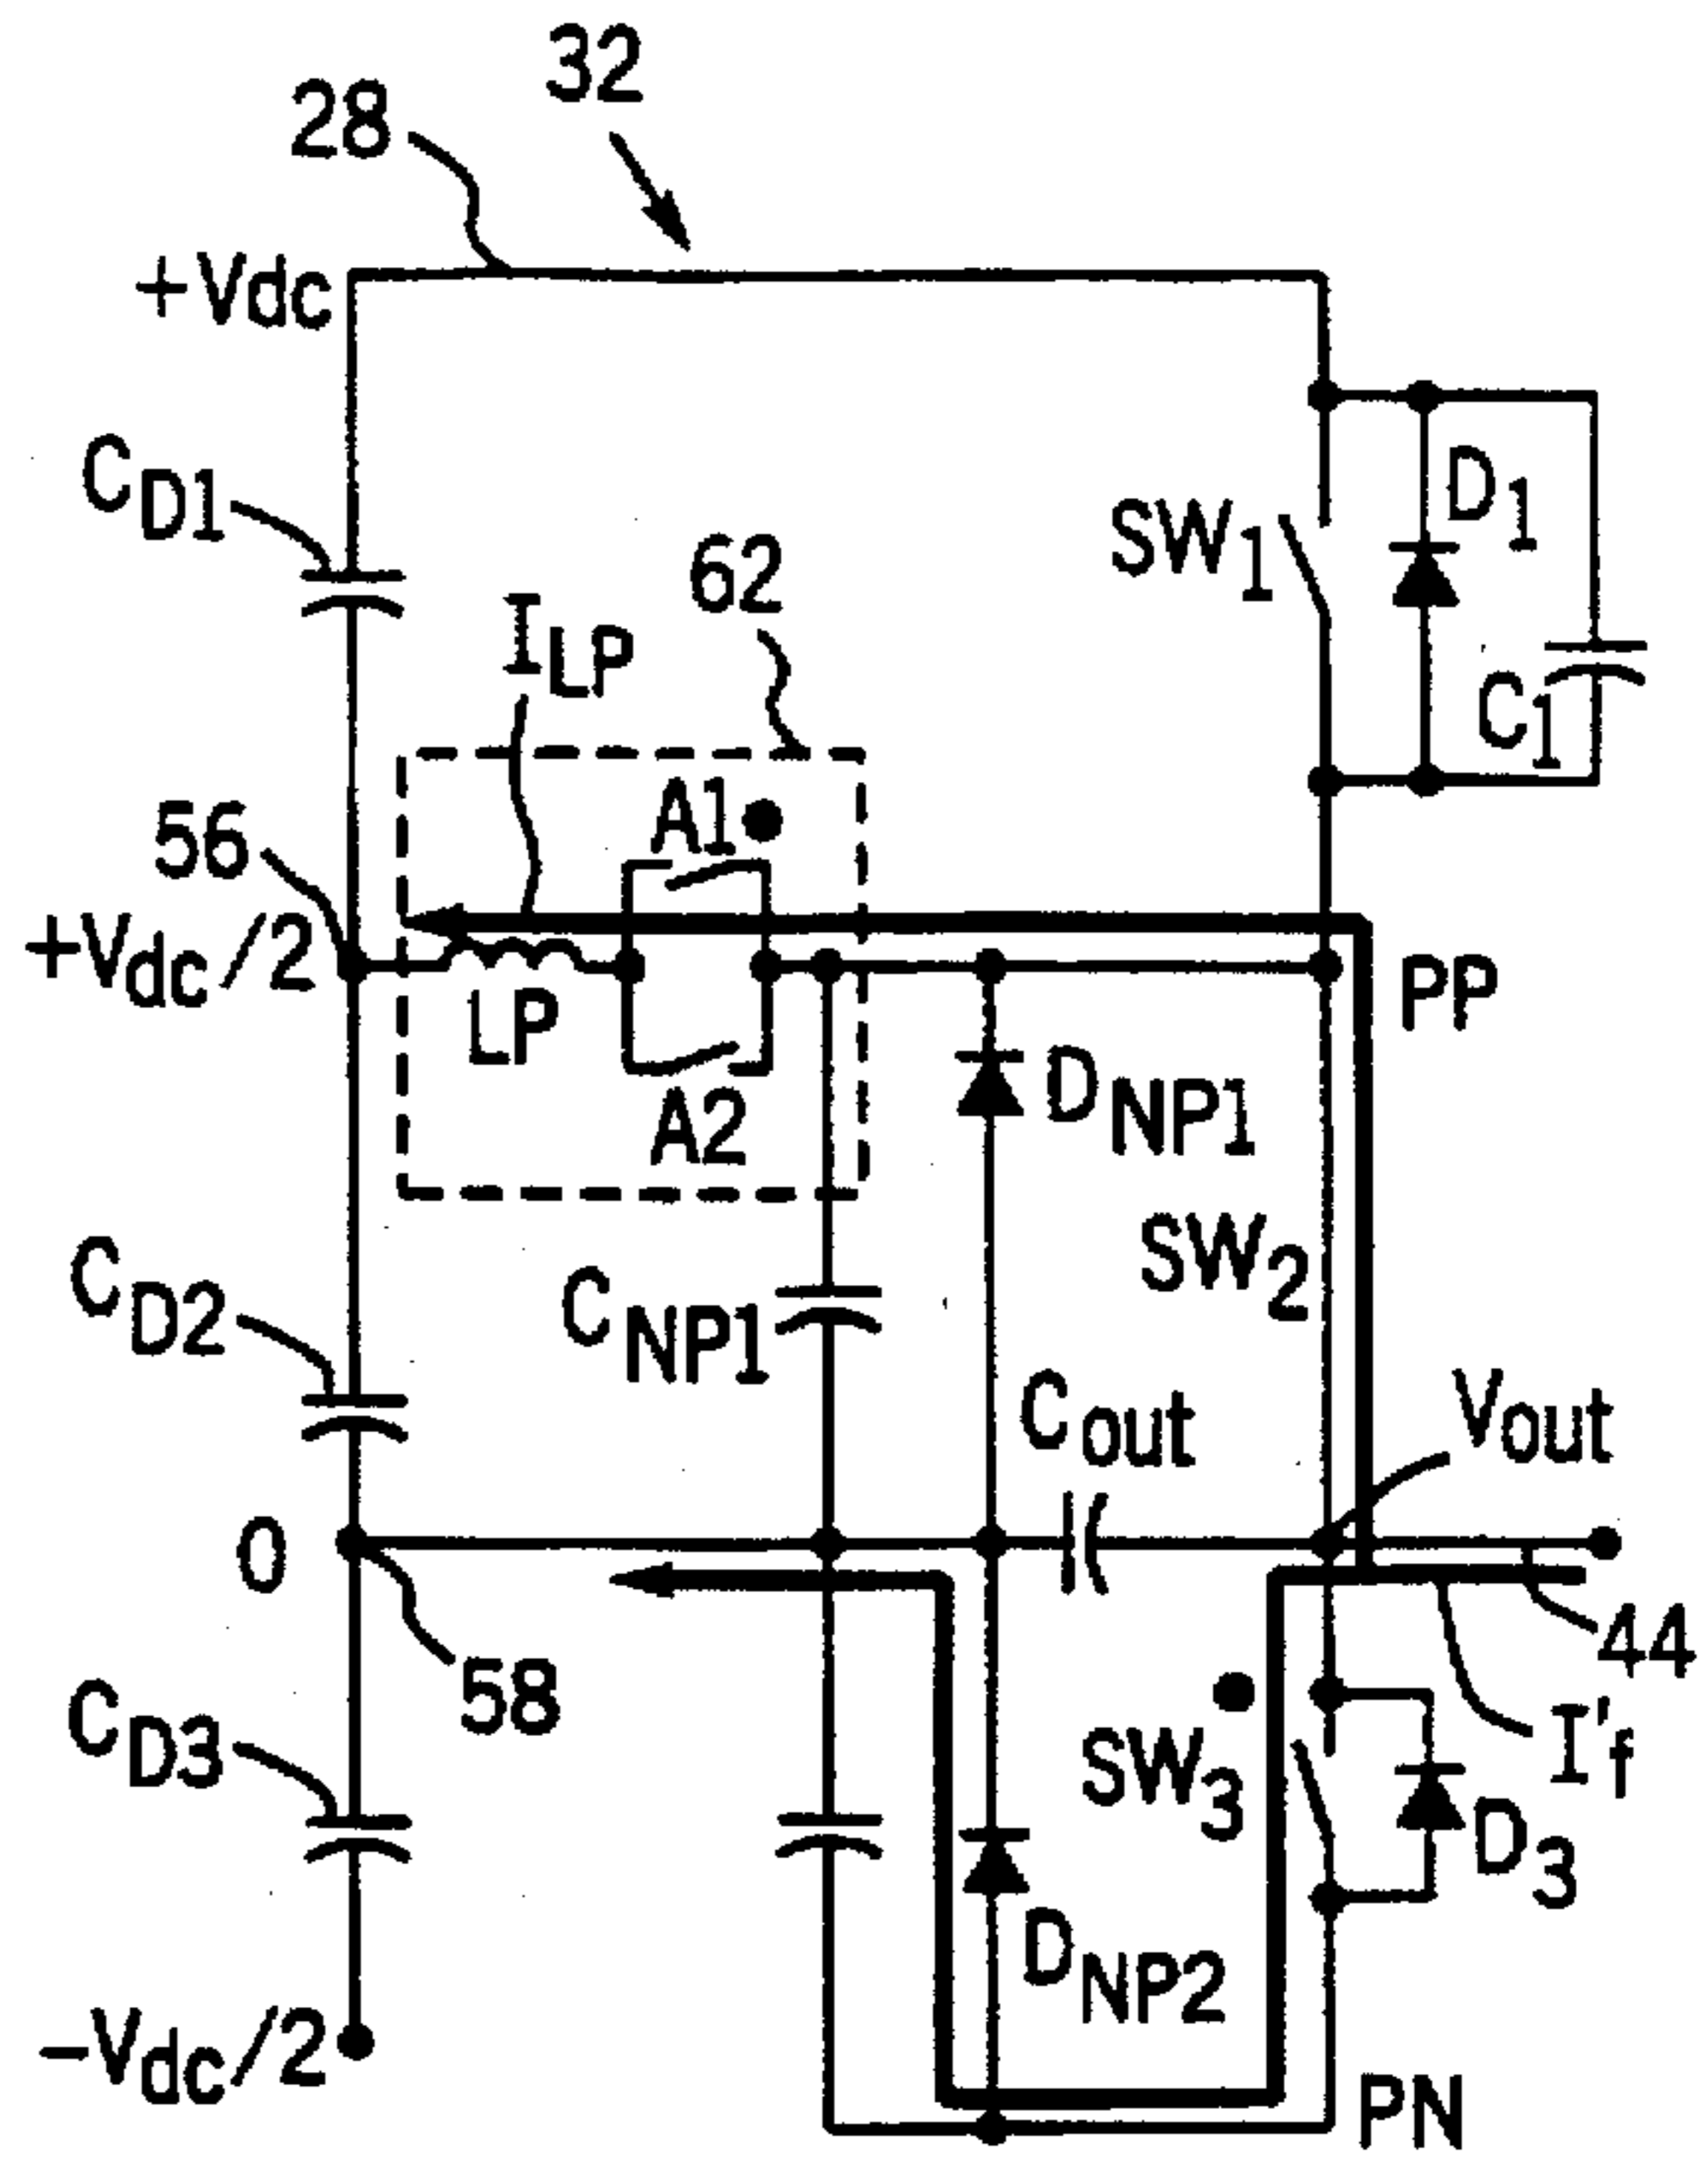 32
28
+Vdc
CD1
SW1
D1
C1
62
ILP
A1
56
+Vdc/2
LP
A2
PP
DNP1
SW2
CD2
CNP1
Cout
Vout
0
58
44
I'f
CD3
SW3
D3
DNP2
-Vdc/2
PN